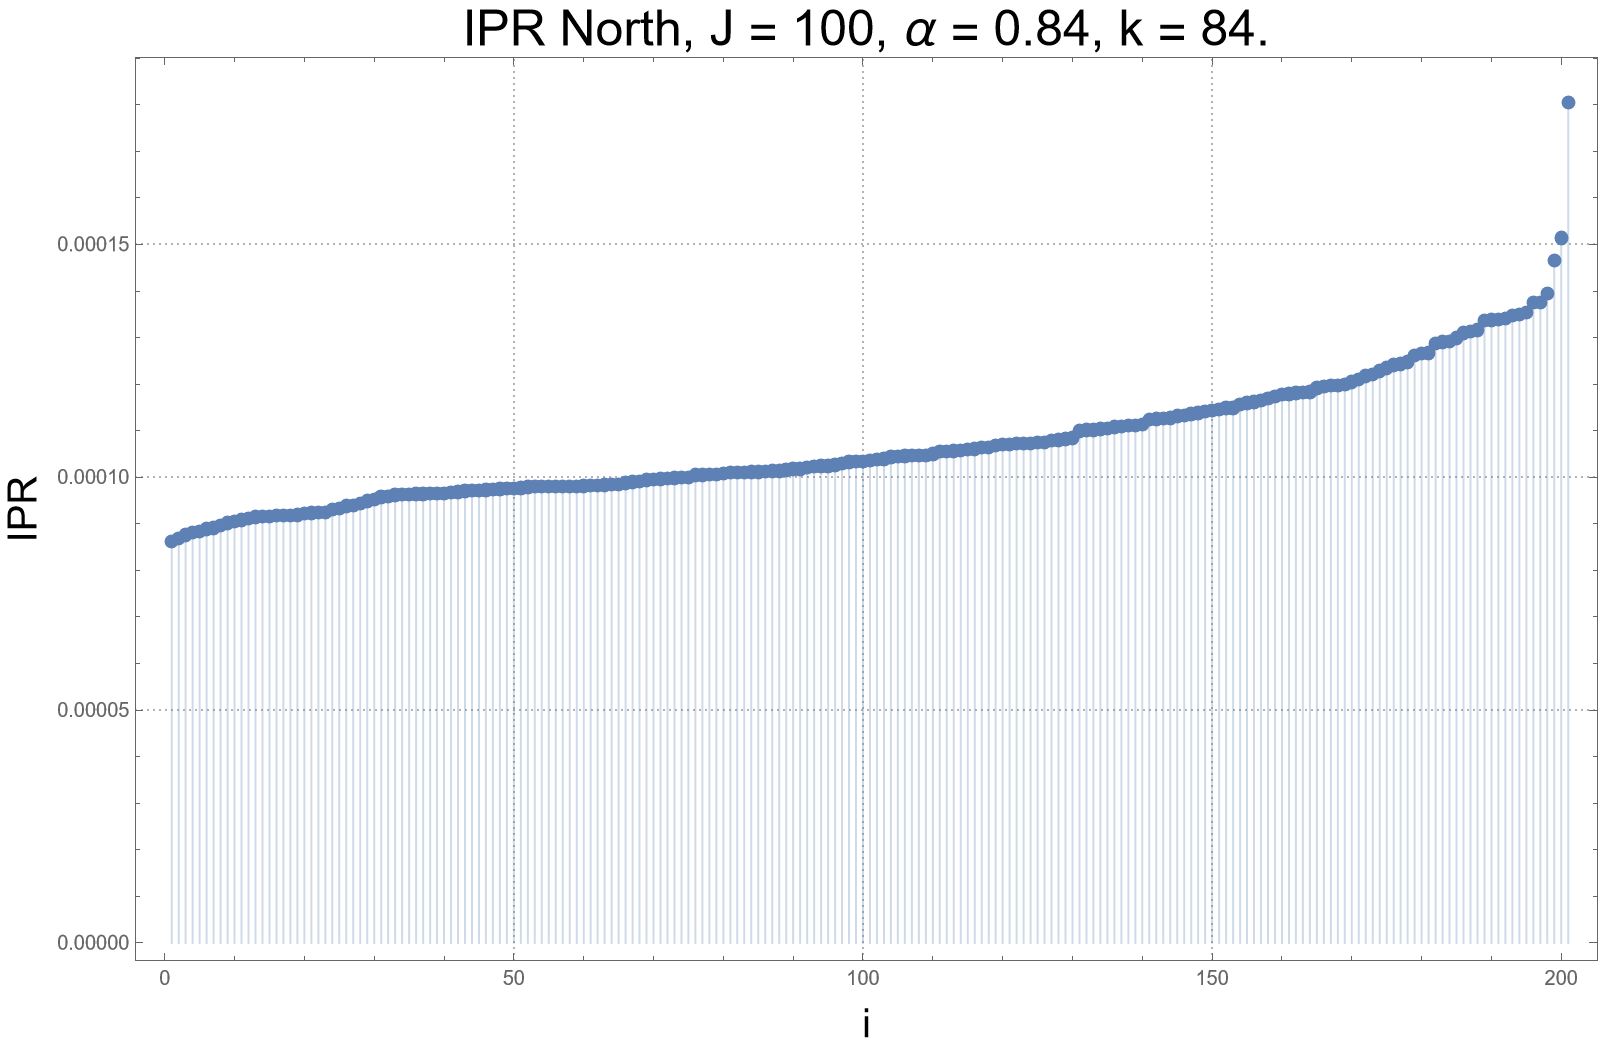 IPR North, J = 100, α = 0.84, k = 84.
0.00015
0.00010
0.00005
0.00000
IPR
0 50 100 150 200
i